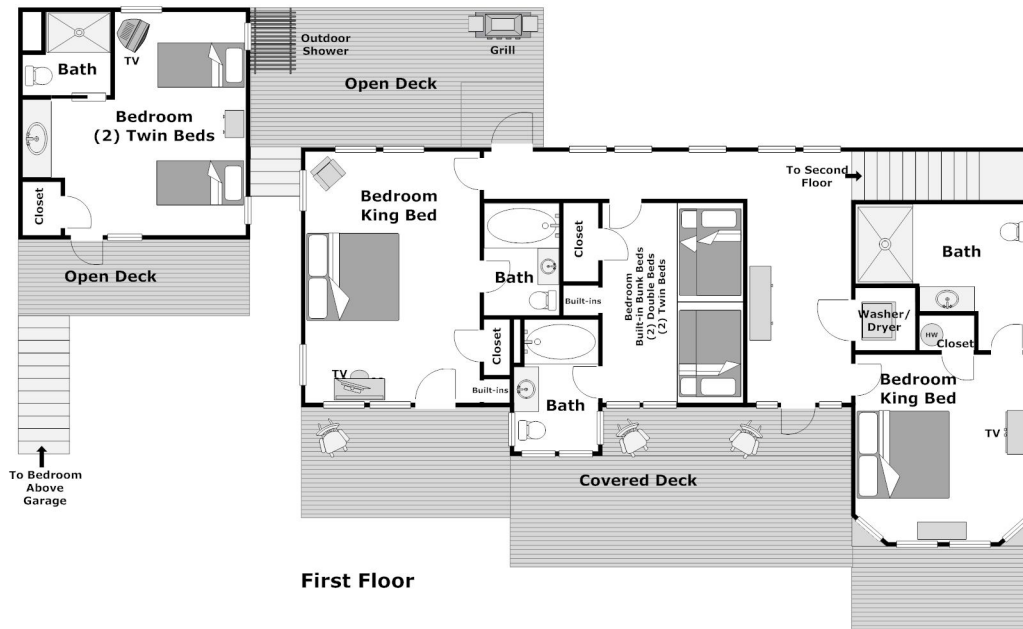 Outdoor
Shower
Grill
Bath
TV
Open Deck
Bedroom
(2) Twin Beds
Closet
Open Deck
To Bedroom
Above
Garage
Bedroom
King Bed
TV
Bath
Closet
Built-ins
Closet
Built-ins
Bath
Bedroom
Built-in Bunk Beds
(2) Double Beds
(2) Twin Beds
To Second
Floor
Bath
Washer/
Dryer
HW
Closet
Bedroom
King Bed
TV
Covered Deck
First Floor